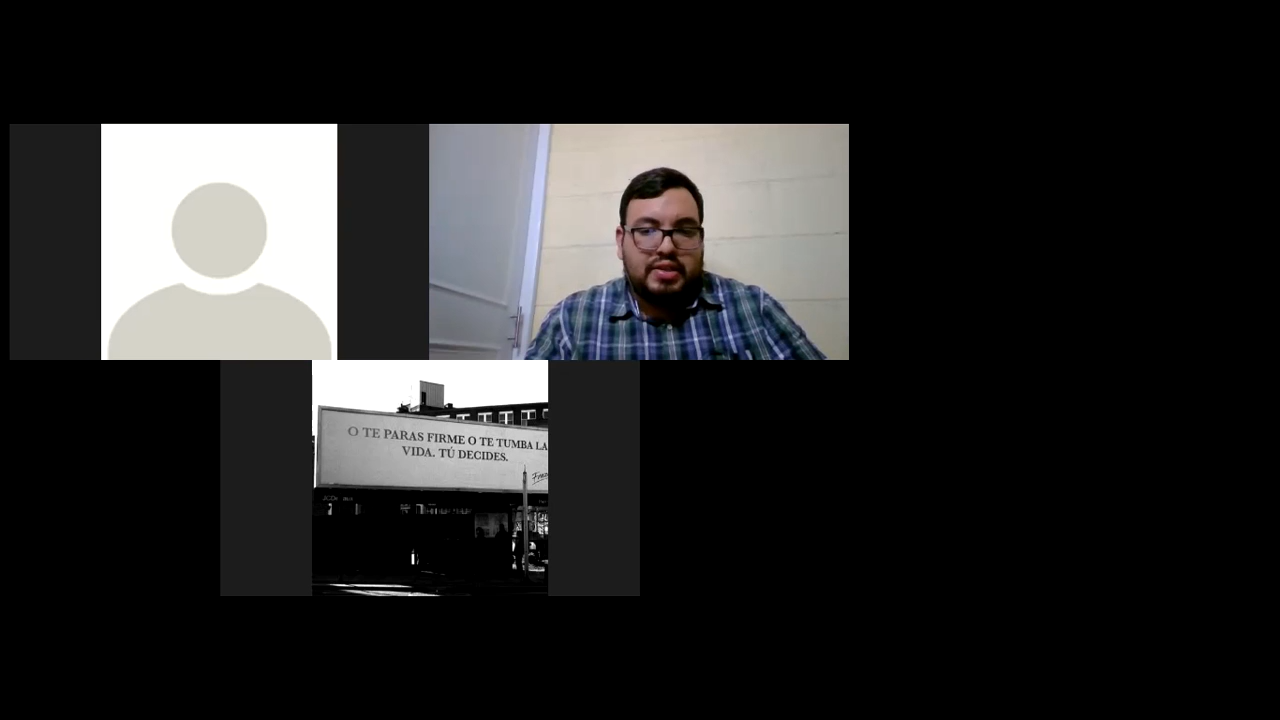 O TE PARAS FIRME O TE TUMBA LA
VIDA. TÚ DECIDES.